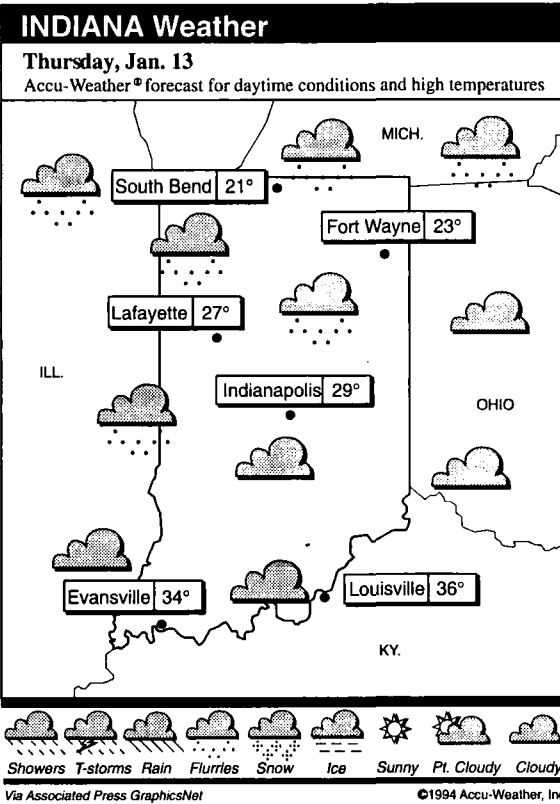 INDIANA Weather
Thursday, Jan. 13
Accu-Weather® forecast for daytime conditions and high temperatures
MICH.
South Bend 21°
Fort Wayne 23°
Lafayette 27°
ILL.
Indianapolis 29°
OHIO
Evansville 34°
Louisville 36°
KY.
Showers T-storms Rain Flurries Snow Ice Sunny Pt. Cloudy Cloudy
Via Associated Press GraphicsNet ©1994 Accu-Weather, Inc